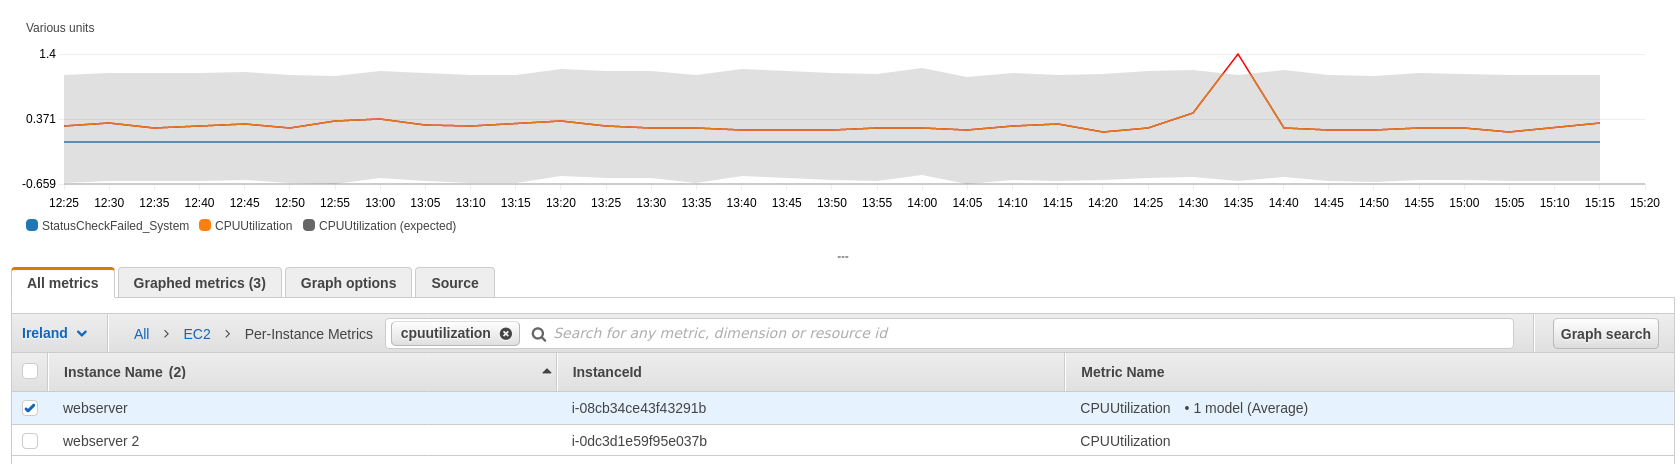 Various units
1.4
0.371
-0.659
12:25 12:30 12:35 12:40 12:45 12:50 12:55 13:00 13:05 13:10 13:15 13:20 13:25 13:30 13:35 13:40 13:45 13:50 13:55 14:00 14:05 14:10 14:15 14:20 14:25 14:30 14:35 14:40 14:45 14:50 14:55 15:00 15:05 15:10 15:15 15:20
StatusCheckFailed_System CPUUtilization CPUUtilization (expected)
All metrics Graphed metrics (3) Graph options Source
Ireland All EC2 Per-Instance Metrics cpuutilization Search for any metric, dimension or resource id Graph search
Instance Name (2) InstanceId Metric Name
webserver i-08cb34ce43f43291b CPUUtilization • 1 model (Average)
webserver 2 i-0dc3d1e59f95e037b CPUUtilization